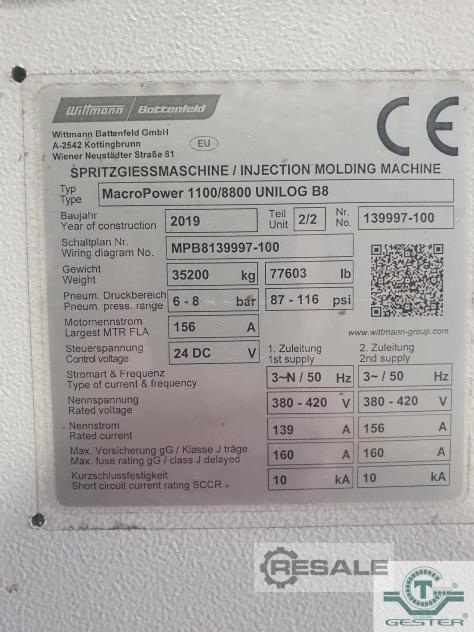 Wittmann Battenfeld
CE
Wittmann Battenfeld GmbH
A-2542 Kottingbrunn
Wiener Neustädter Straße 81
EU
SPRITZGIESSMASCHINE / INJECTION MOLDING MACHINE
Typ
Type MacroPower 1100/8800 UNILOG B8
Baujahr Teil Nr.
Year of construction 2019 Unit 2/2 No. 139997-100
Schaltplan Nr.
Wiring diagram No. MPB8139997-100
Gewicht
Weight 35200 kg 77603 lb
Pneum. Druckbereich
Pneum. press. range 6 - 8 bar 87 - 116 psi
Motornennstrom
Largest MTR FLA 156 A
www.wittmann-group.com
Steuerspannung 1. Zuleitung 2. Zuleitung
Control voltage 24 DC V 1st supply 2nd supply
Stromart & Frequenz
Type of current & frequency 3~N / 50 Hz 3~ / 50 Hz
Nennspannung
Rated voltage 380 - 420 V 380 - 420 V
Nennstrom
Rated current 139 A 156 A
Max. Vorsicherung gG / Klasse J träge
Max. fuse rating gG / class J delayed 160 A 160 A
Kurzschlussfestigkeit
Short circuit current rating SCCR 10 kA 10 kA
RESALE
T
GESTER